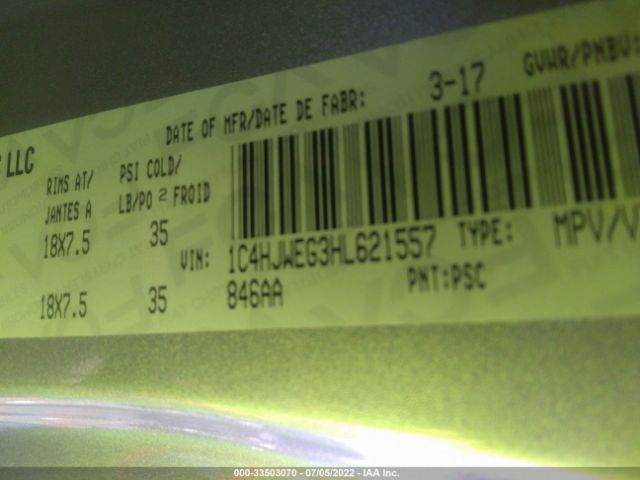 LLC
DATE OF MFR/DATE DE FABR: 3-17 GVWR/PNBV:
RIMS AT/ PSI COLD/
JANTES A LB/PO 2 FROID
18X7.5 35
VIN: 1C4HJWEG3HL621557 TYPE: MPV/V
18X7.5 35 846AA PNT:PSC
000-33503070 - 07/05/2022 - IAA Inc.